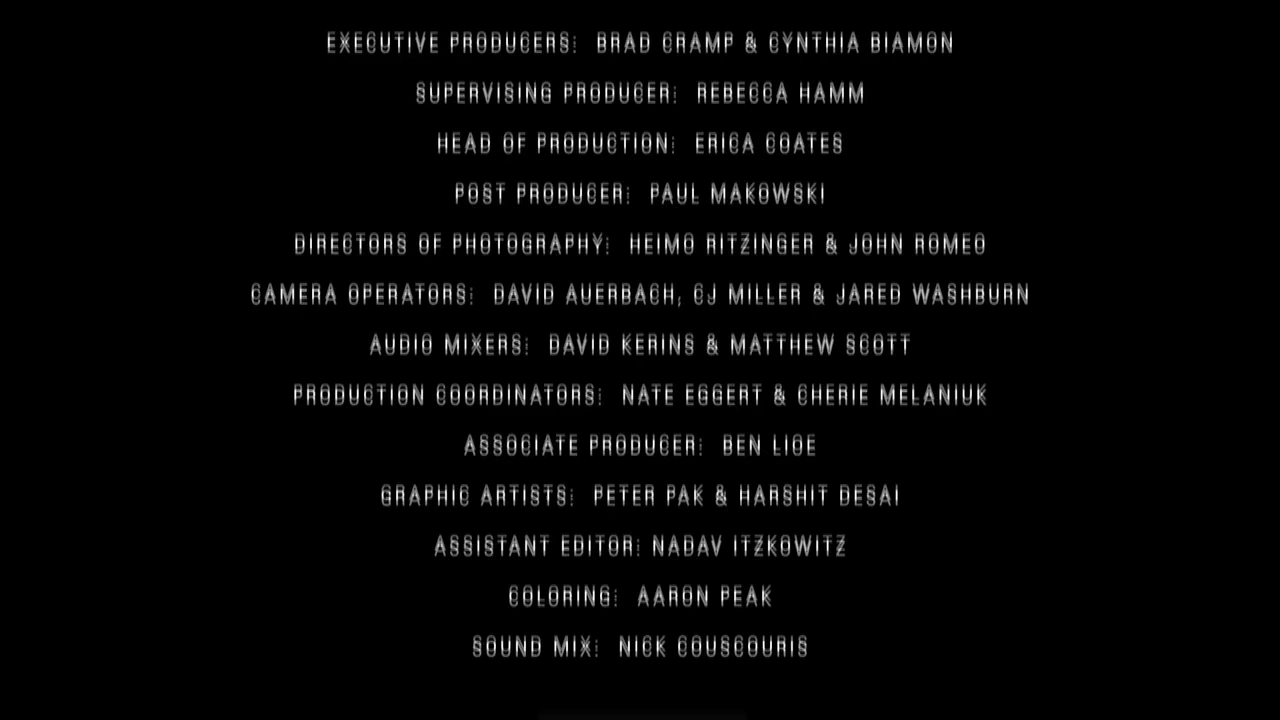 EXECUTIVE PRODUCERS: BRAD CRAMP & CYNTHIA BIAMON
SUPERVISING PRODUCER: REBECCA HAMM
HEAD OF PRODUCTION: ERICA COATES
POST PRODUCER: PAUL MAKOWSKI
DIRECTORS OF PHOTOGRAPHY: HEIMO RITZINGER & JOHN ROMEO
CAMERA OPERATORS: DAVID AUERBACH, CJ MILLER & JARED WASHBURN
AUDIO MIXERS: DAVID KERINS & MATTHEW SCOTT
PRODUCTION COORDINATORS: NATE EGGERT & CHERIE MELANIUK
ASSOCIATE PRODUCER: BEN LIOE
GRAPHIC ARTISTS: PETER PAK & HARSHIT DESAI
ASSISTANT EDITOR: NADAV ITZKOWITZ
COLORING: AARON PEAK
SOUND MIX: NICK COUSCOURIS